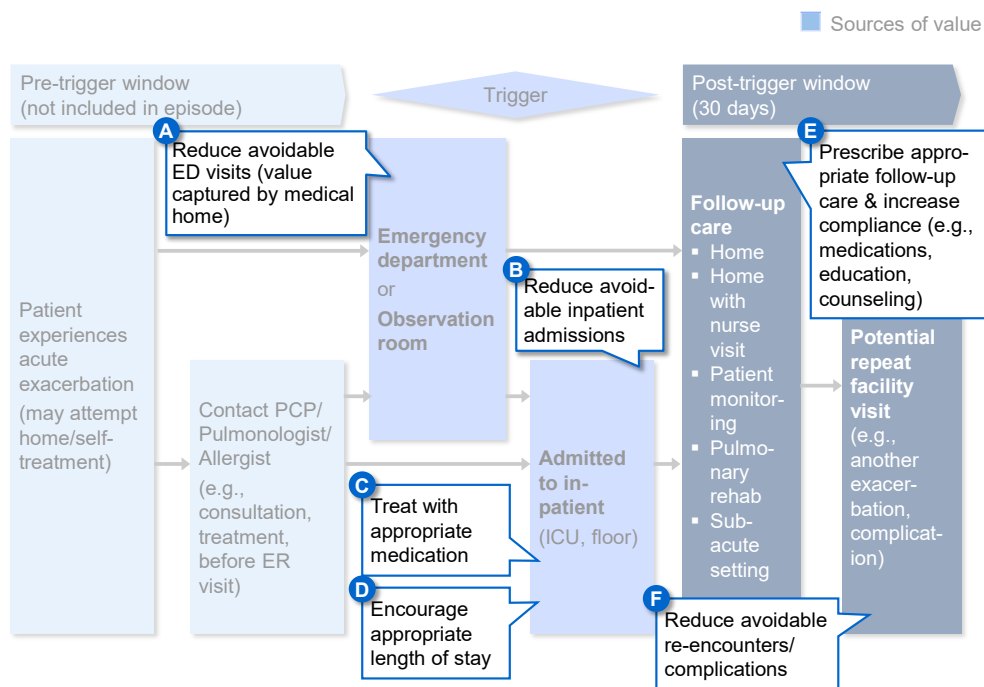 Sources of value
Pre-trigger window
(not included in episode)
Trigger
Post-trigger window
(30 days)
A
Reduce avoidable
ED visits (value
captured by medical
home)
E
Prescribe appro-
priate follow-up
care & increase
compliance (e.g.,
medications,
education,
counseling)
Patient
experiences
acute
exacerbation
(may attempt
home/self-
treatment)
Contact PCP/
Pulmonologist/
Allergist
(e.g.,
consultation,
treatment,
before ER
visit)
Emergency
department
or
Observation
room
B
Reduce avoid-
able inpatient
admissions
C
Treat with
appropriate
medication
D
Encourage
appropriate
length of stay
Admitted
to in-
patient
(ICU, floor)
Follow-up
care
▪ Home
▪ Home
with
nurse
visit
▪ Patient
monitor-
ing
▪ Pulmo-
nary
rehab
▪ Sub-
acute
setting
Potential
repeat
facility
visit
(e.g.,
another
exacer-
bation,
complicat-
ion)
F
Reduce avoidable
re-encounters/
complications